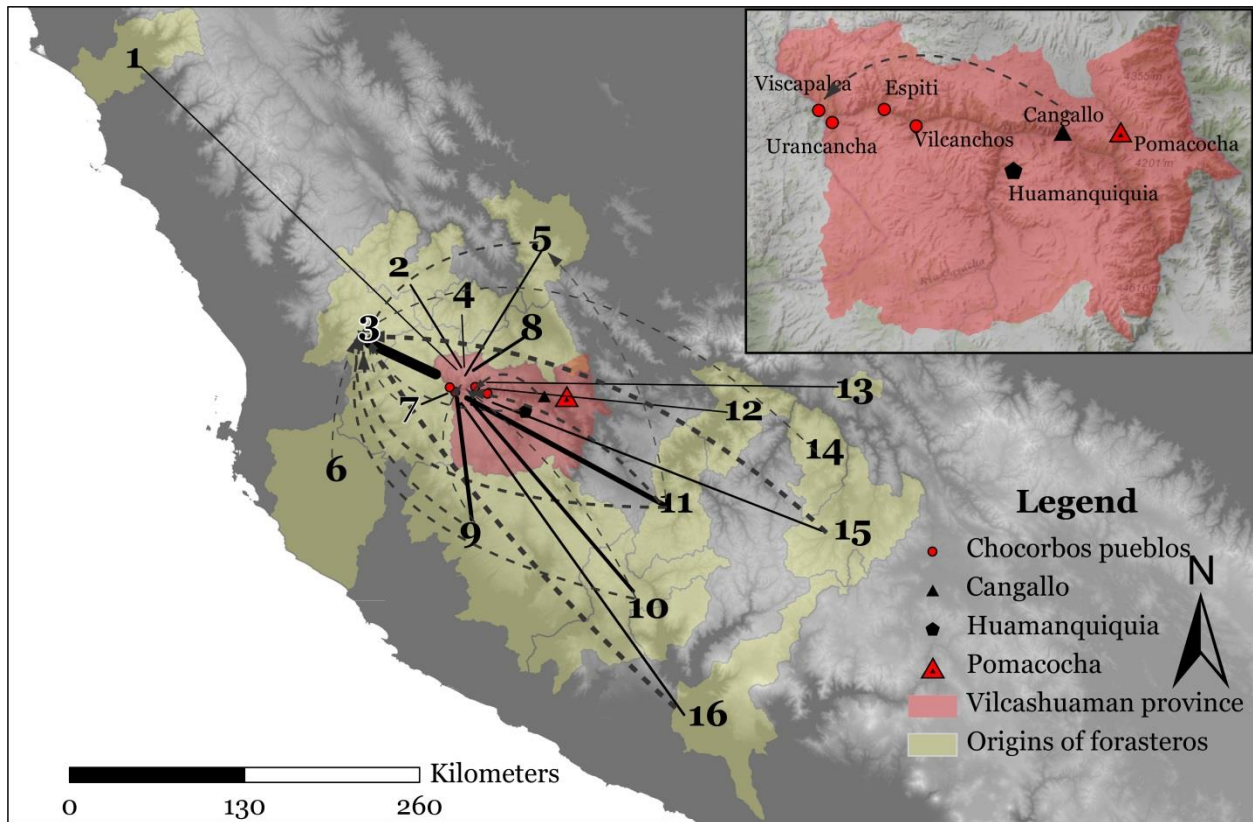 1
2
3
4
5
6
7
8
9
10
11
12
13
14
15
16
Viscapalca
Espiti
Urancancha
Vilcanchos
Cangallo
Pomacocha
Huamanquiquia
4355 m
4201 m
Legend
Chocorbos pueblos
Cangallo
Huamanquiquia
Pomacocha
Vilcashuaman province
Origins of forasteros
N
Kilometers
0 130 260